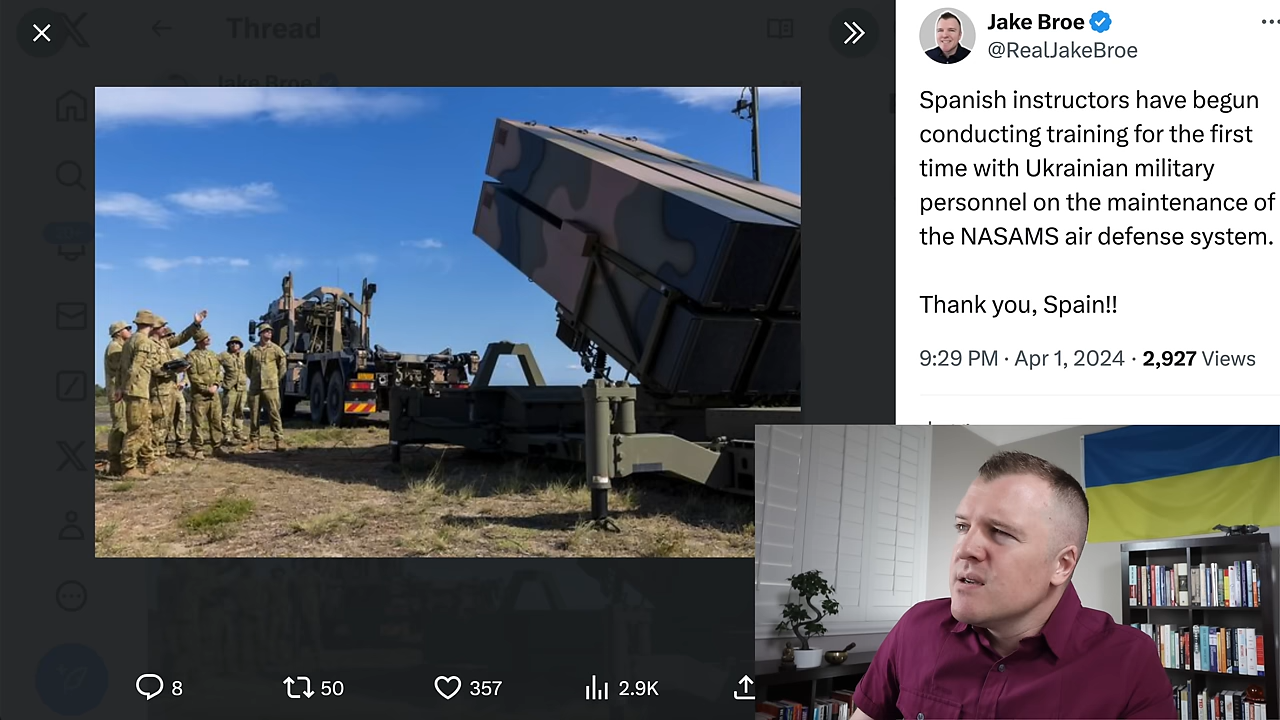 Thread
Jake Broe
Jake Broe
@RealJakeBroe
Spanish instructors have begun
conducting training for the first
time with Ukrainian military
personnel on the maintenance of
the NASAMS air defense system.
Thank you, Spain!!
9:29 PM · Apr 1, 2024 · 2,927 Views
8
50
357
2.9K